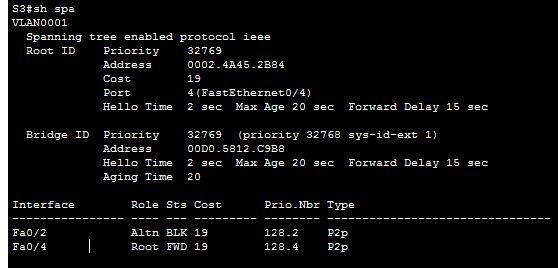 S3#sh spa
VLAN0001
  Spanning tree enabled protocol ieee
  Root ID    Priority    32769
             Address     0002.4A45.2B84
             Cost        19
             Port        4(FastEthernet0/4)
             Hello Time  2 sec  Max Age 20 sec  Forward Delay 15 sec

  Bridge ID  Priority    32769  (priority 32768 sys-id-ext 1)
             Address     00D0.5812.C9B8
             Hello Time  2 sec  Max Age 20 sec  Forward Delay 15 sec
             Aging Time  20

Interface        Role Sts Cost      Prio.Nbr Type
---------------- ---- --- --------- -------- --------------------------------
Fa0/2            Altn BLK 19        128.2    P2p
Fa0/4            Root FWD 19        128.4    P2p